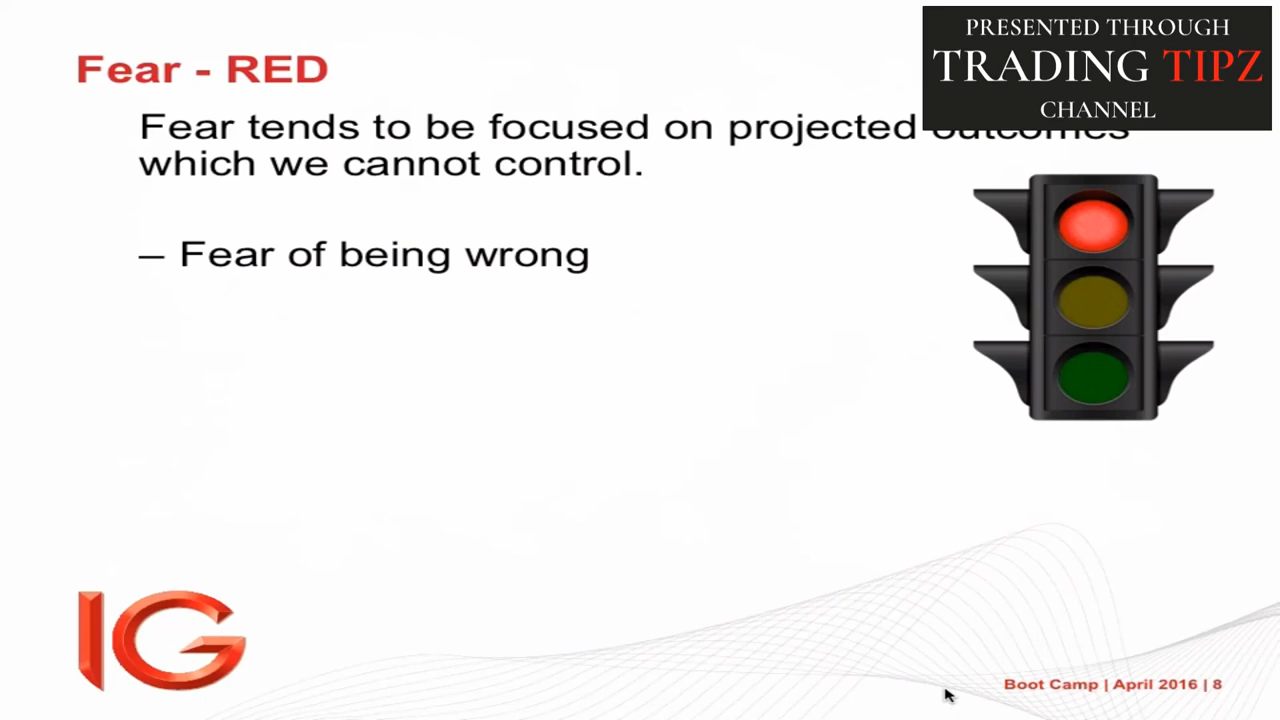 Fear - RED
PRESENTED THROUGH
TRADING TIPZ
CHANNEL
Fear tends to be focused on projected outcomes
which we cannot control.
– Fear of being wrong
IG
Boot Camp | April 2016 | 8